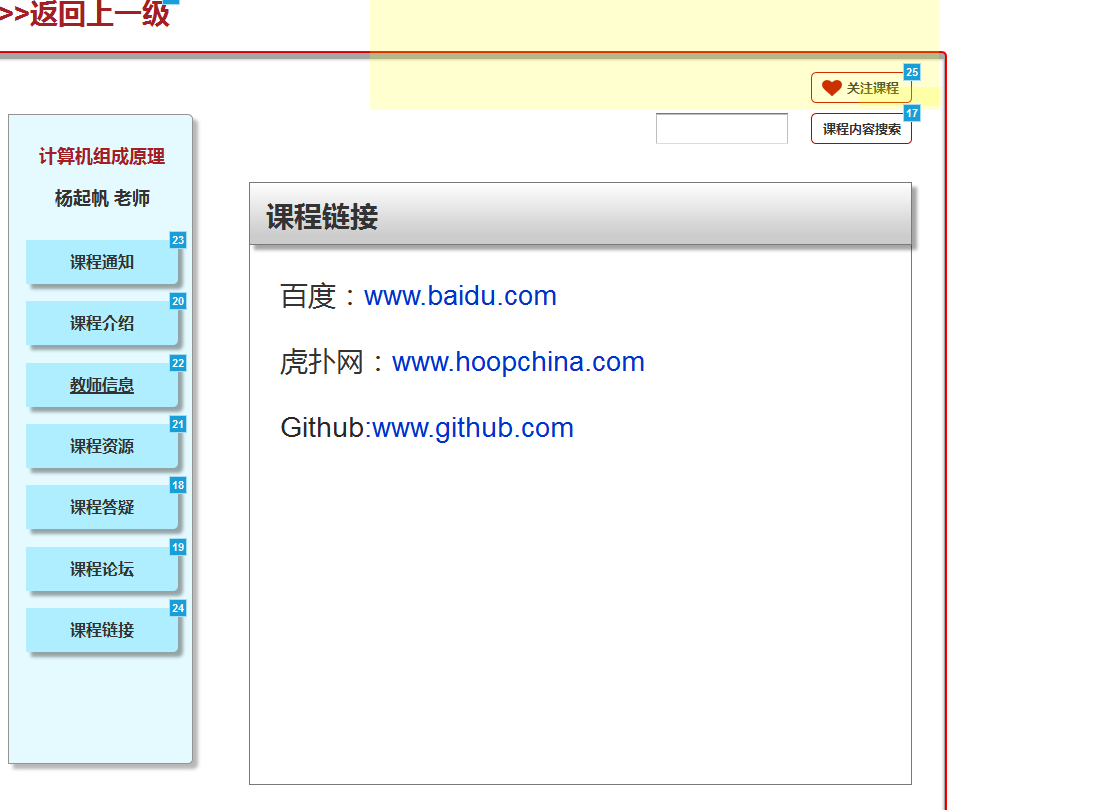 >>返回上一级
25
关注课程
17
课程内容搜索
计算机组成原理
杨起帆 老师
23
课程通知
20
课程介绍
22
教师信息
21
课程资源
18
课程答疑
19
课程论坛
24
课程链接
课程链接
百度：www.baidu.com
虎扑网：www.hoopchina.com
Github:www.github.com